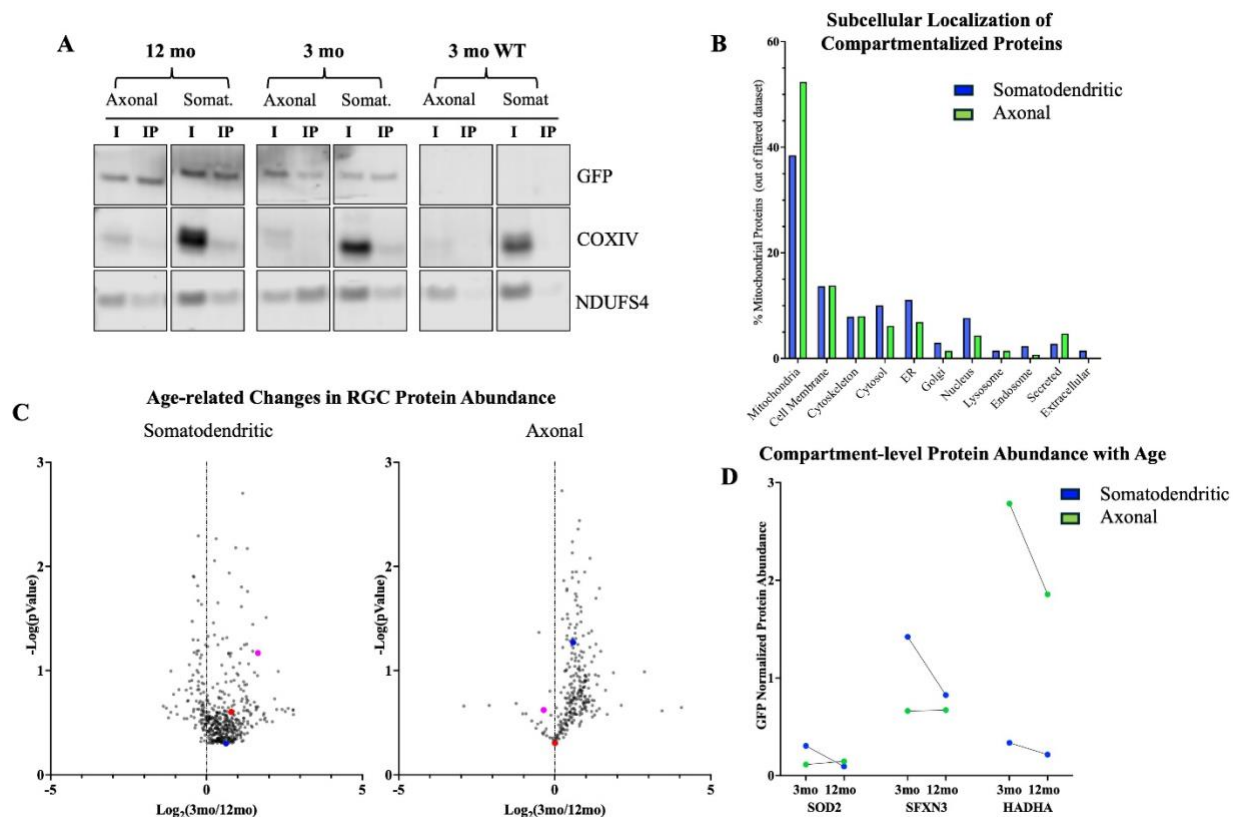 A
12 mo 3 mo 3 mo WT
Axonal Somat. Axonal Somat. Axonal Somat
I IP I IP I IP I IP I IP I IP
GFP
COXIV
NDUFS4
B
Subcellular Localization of
Compartmentalized Proteins
Somatodendritic
Axonal
% Mitochondrial Proteins (out of filtered dataset)
60
40
20
0
Mitochondria Cell Membrane Cytoskeleton Cytosol ER Golgi Nucleus Lysosome Endosome Secreted Extracellular
C
Age-related Changes in RGC Protein Abundance
Somatodendritic
-Log(pValue)
3
2
1
0
-5 0 5
Log2(3mo/12mo)
Axonal
-Log(pValue)
3
2
1
0
-5 0 5
Log2(3mo/12mo)
D
Compartment-level Protein Abundance with Age
Somatodendritic
Axonal
GFP Normalized Protein Abundance
3
2
1
0
3mo 12mo 3mo 12mo 3mo 12mo
SOD2 SFXN3 HADHA